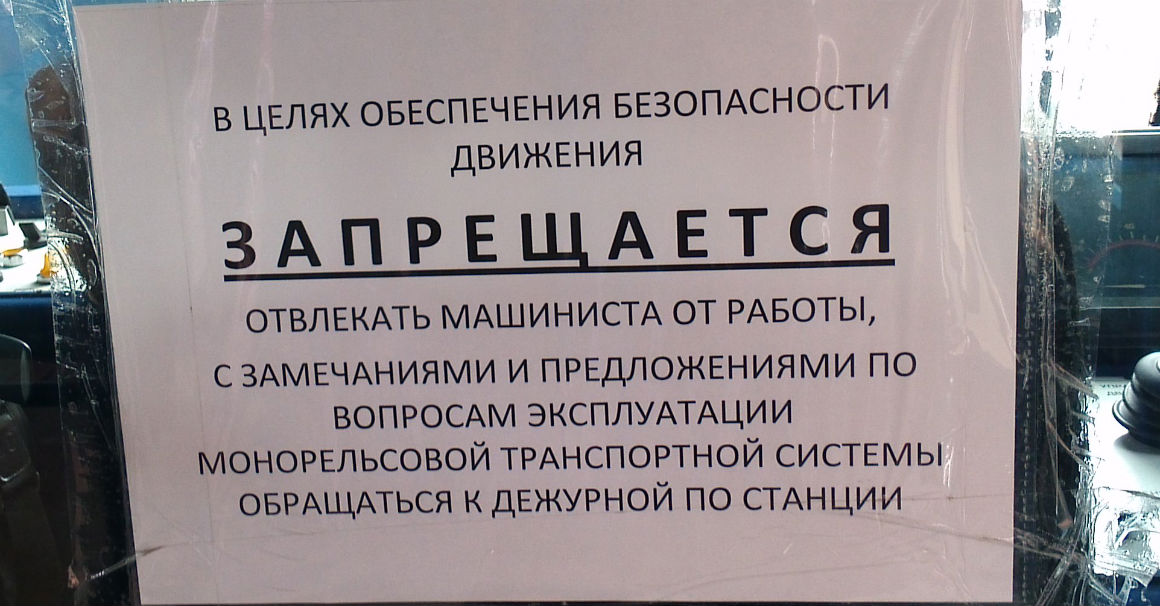 В ЦЕЛЯХ ОБЕСПЕЧЕНИЯ БЕЗОПАСНОСТИ
ДВИЖЕНИЯ
ЗАПРЕЩАЕТСЯ
ОТВЛЕКАТЬ МАШИНИСТА ОТ РАБОТЫ,
С ЗАМЕЧАНИЯМИ И ПРЕДЛОЖЕНИЯМИ ПО
ВОПРОСАМ ЭКСПЛУАТАЦИИ
МОНОРЕЛЬСОВОЙ ТРАНСПОРТНОЙ СИСТЕМЫ
ОБРАЩАТЬСЯ К ДЕЖУРНОЙ ПО СТАНЦИИ